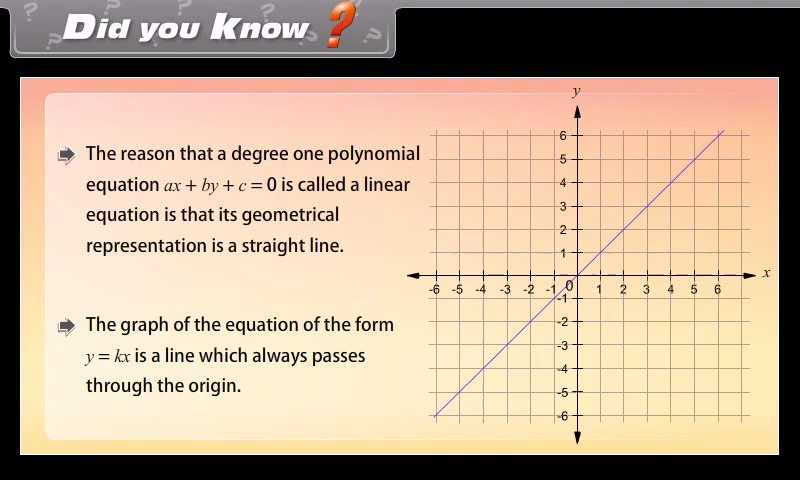 Did you Know ?
The reason that a degree one polynomial
equation ax + by + c = 0 is called a linear
equation is that its geometrical
representation is a straight line.
The graph of the equation of the form
y = kx is a line which always passes
through the origin.
y
6
5
4
3
2
1
-6 -5 -4 -3 -2 -1 0 1 2 3 4 5 6 x
-1
-2
-3
-4
-5
-6